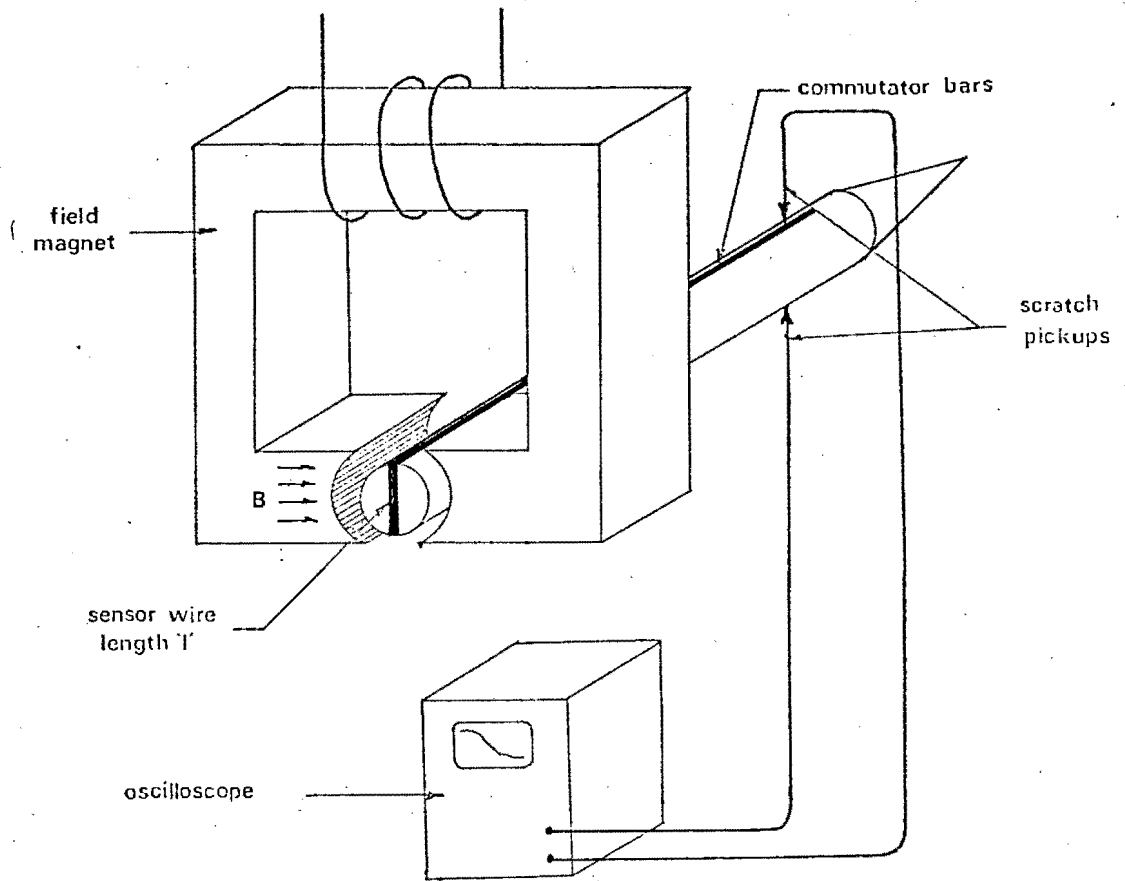 commutator bars
field
magnet
scratch
pickups
B
sensor wire
length 'l'
oscilloscope